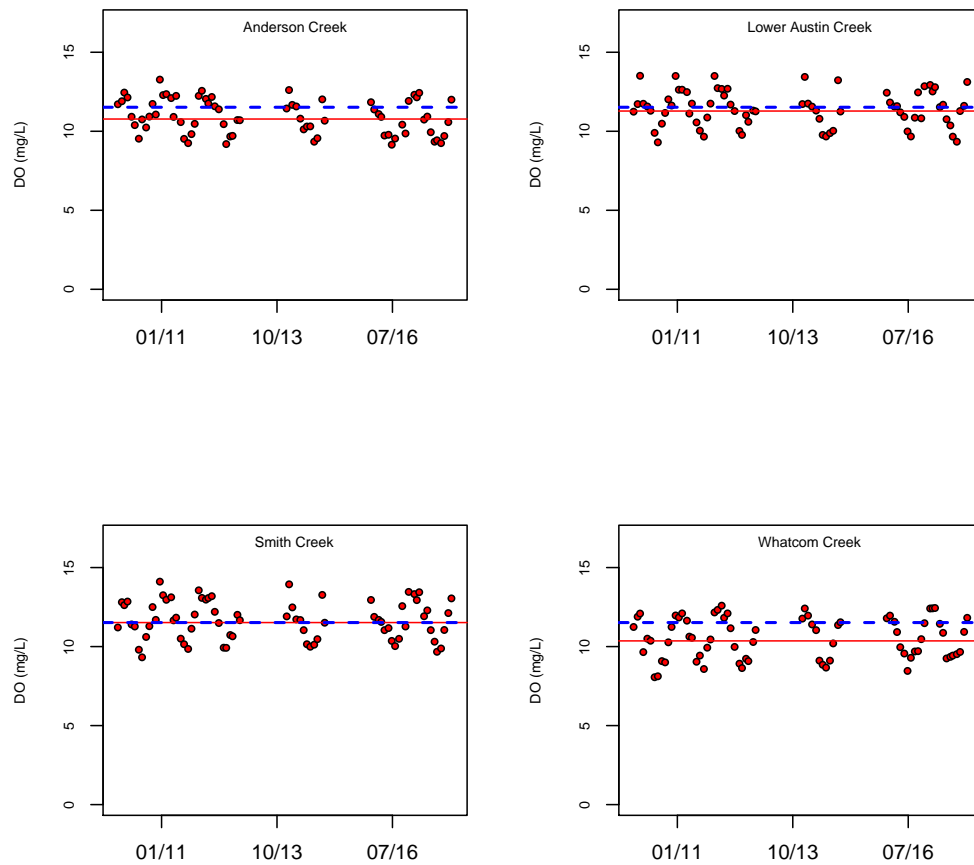 Anderson Creek
DO (mg/L)
15
10
5
0
01/11 10/13 07/16
Lower Austin Creek
DO (mg/L)
15
10
5
0
01/11 10/13 07/16
Smith Creek
DO (mg/L)
15
10
5
0
01/11 10/13 07/16
Whatcom Creek
DO (mg/L)
15
10
5
0
01/11 10/13 07/16